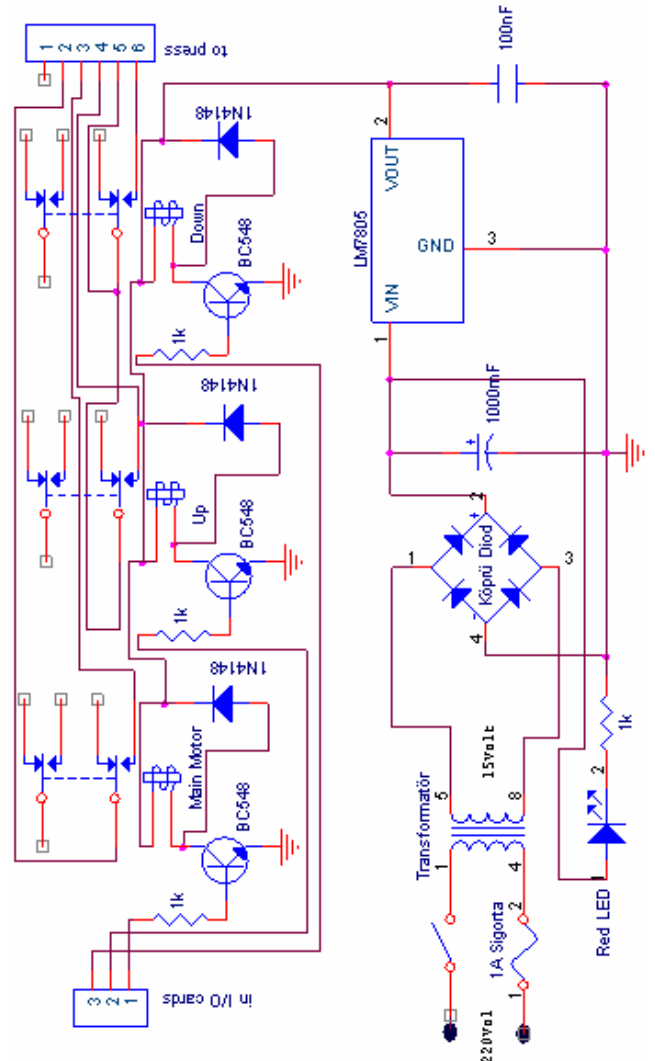 to press
1
2
3
4
5
6
1N4148
Down
BC548
1k
1N4148
Up
BC548
1k
1N4148
Main Motor
BC548
1k
in I/O cards
3
2
1
100nF
2
VOUT
LM7805
GND
3
VIN
1
1000mF
+
2
+
1
Köprü Diod
3
-
4
15Volt
Transformatör
5
8
1
4
1k
2
1
Red LED
1A Sigorta
2
1
220Vol